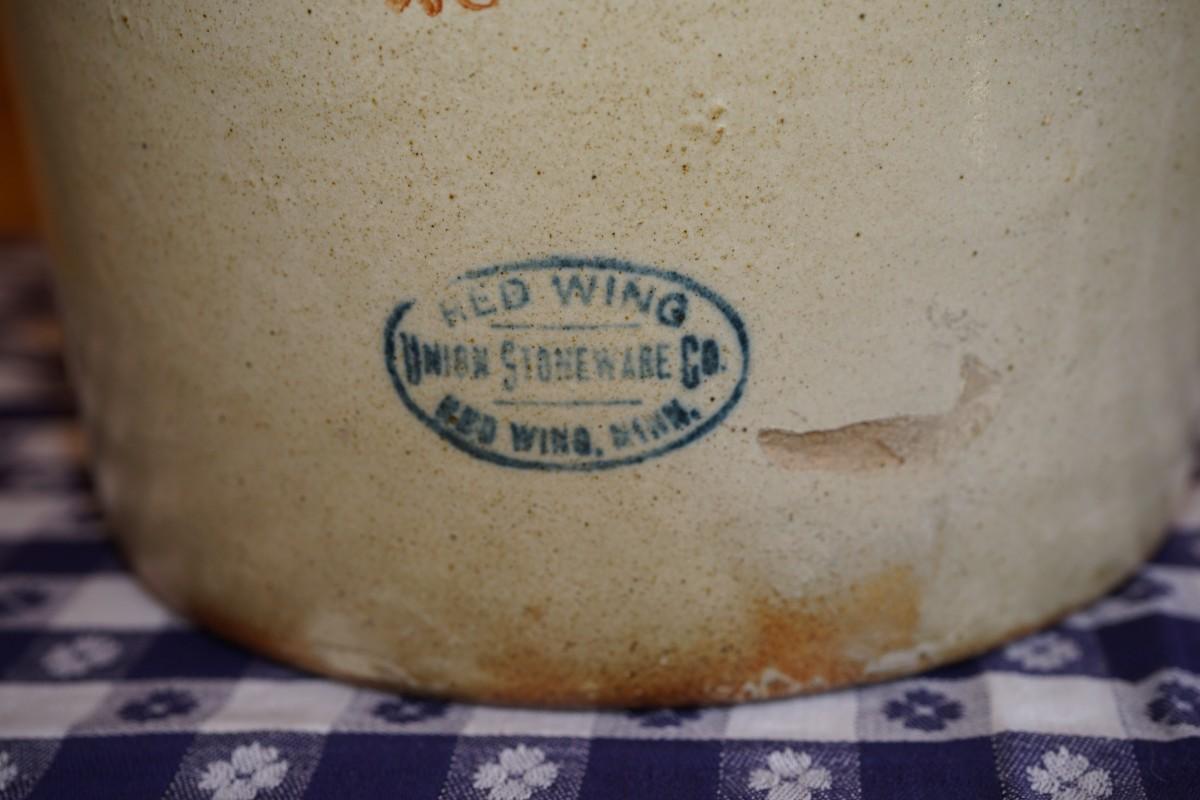 RED WING
UNION STONEWARE CO.
RED WING, MINN.